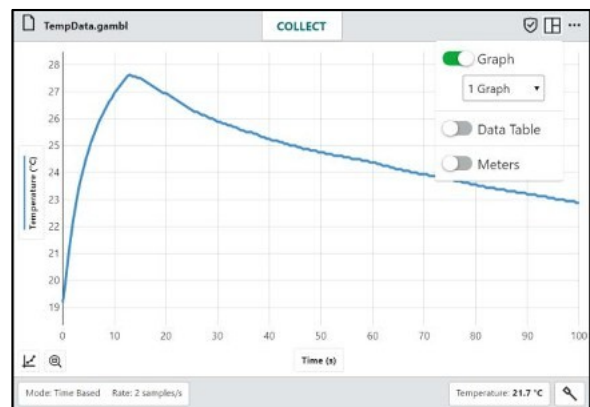 TempData.gambl
COLLECT
Graph
1 Graph
Data Table
Meters
28
27
26
25
24
23
22
21
20
19
Temperature (°C)
0 10 20 30 40 50 60 70 80 90 100
Time (s)
Mode: Time Based Rate: 2 samples/s
Temperature: 21.7 °C